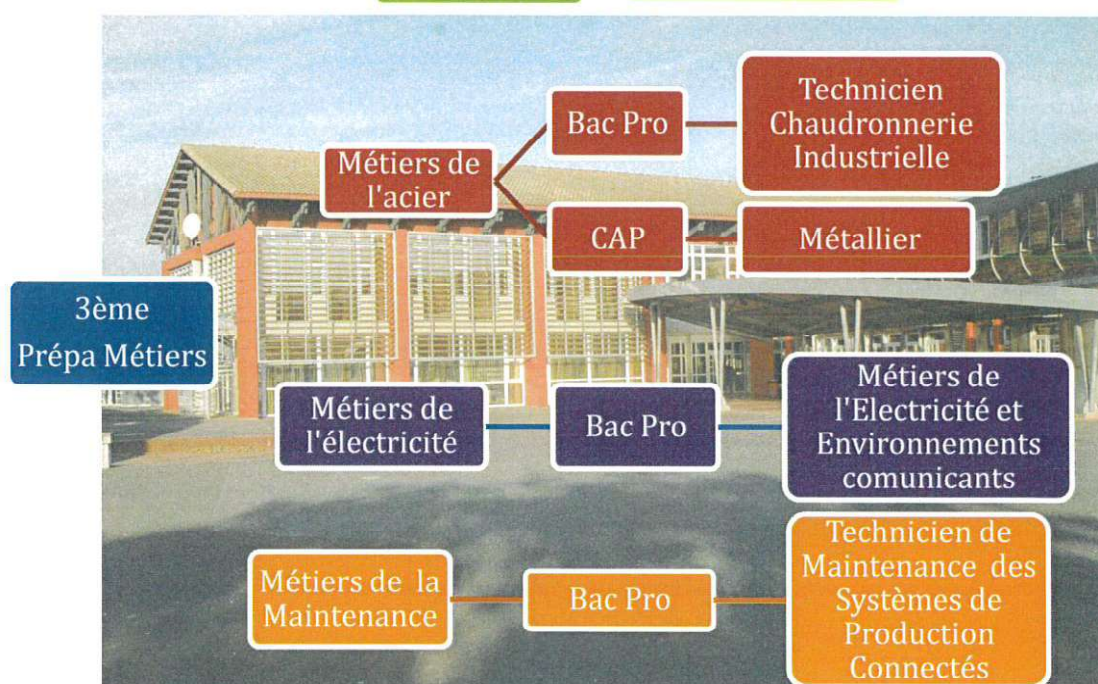 3ème
Prépa Métiers
Métiers de
l'acier
Bac Pro
Technicien
Chaudronnerie
Industrielle
CAP
Métallier
Métiers de
l'électricité
Bac Pro
Métiers de
l'Electricité et
Environnements
comunicants
Métiers de la
Maintenance
Bac Pro
Technicien de
Maintenance des
Systèmes de
Production
Connectés